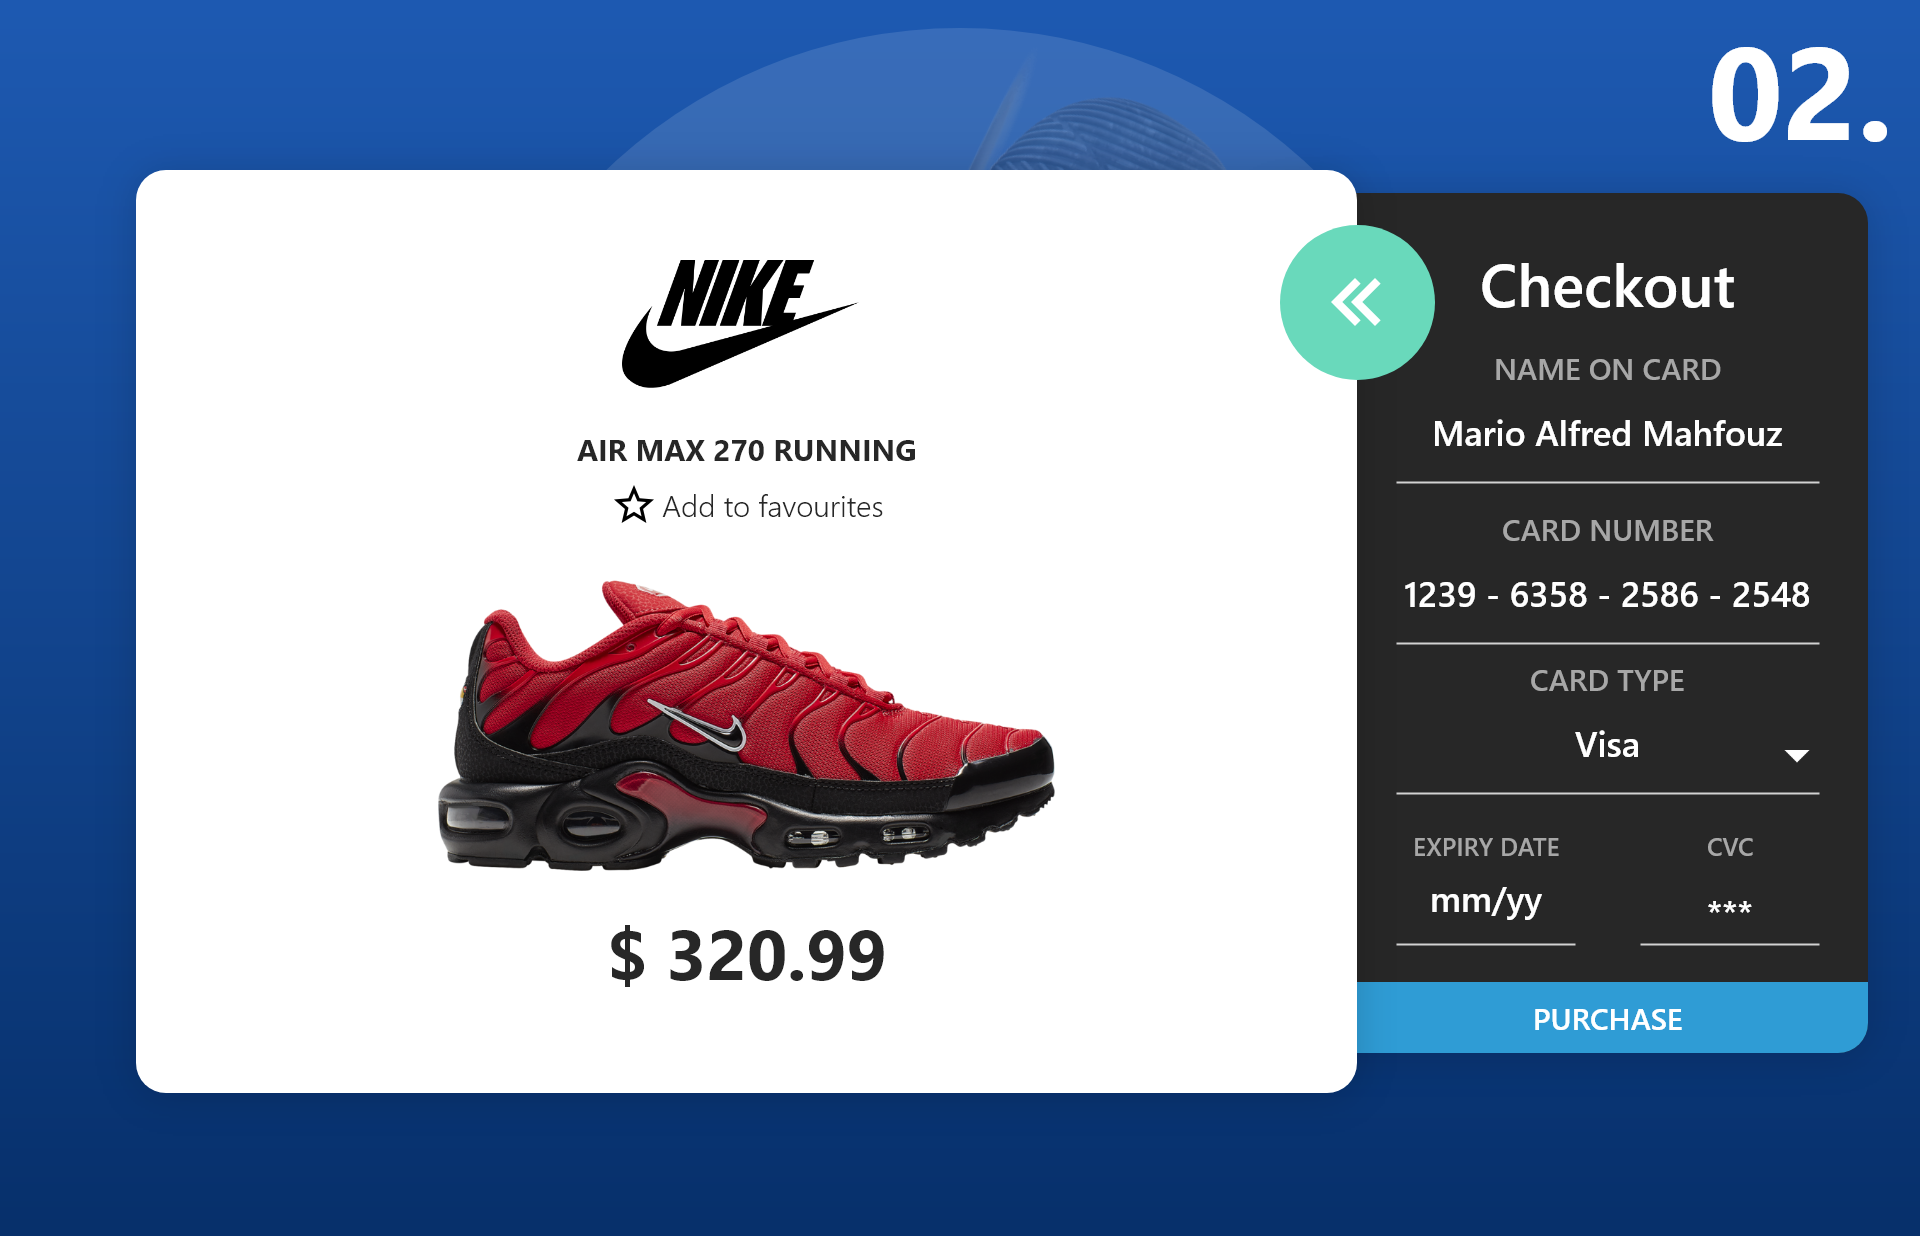 02.
NIKE
AIR MAX 270 RUNNING
Add to favourites
$ 320.99
Checkout
NAME ON CARD
Mario Alfred Mahfouz
CARD NUMBER
1239 - 6358 - 2586 - 2548
CARD TYPE
Visa
EXPIRY DATE
CVC
mm/yy
***
PURCHASE